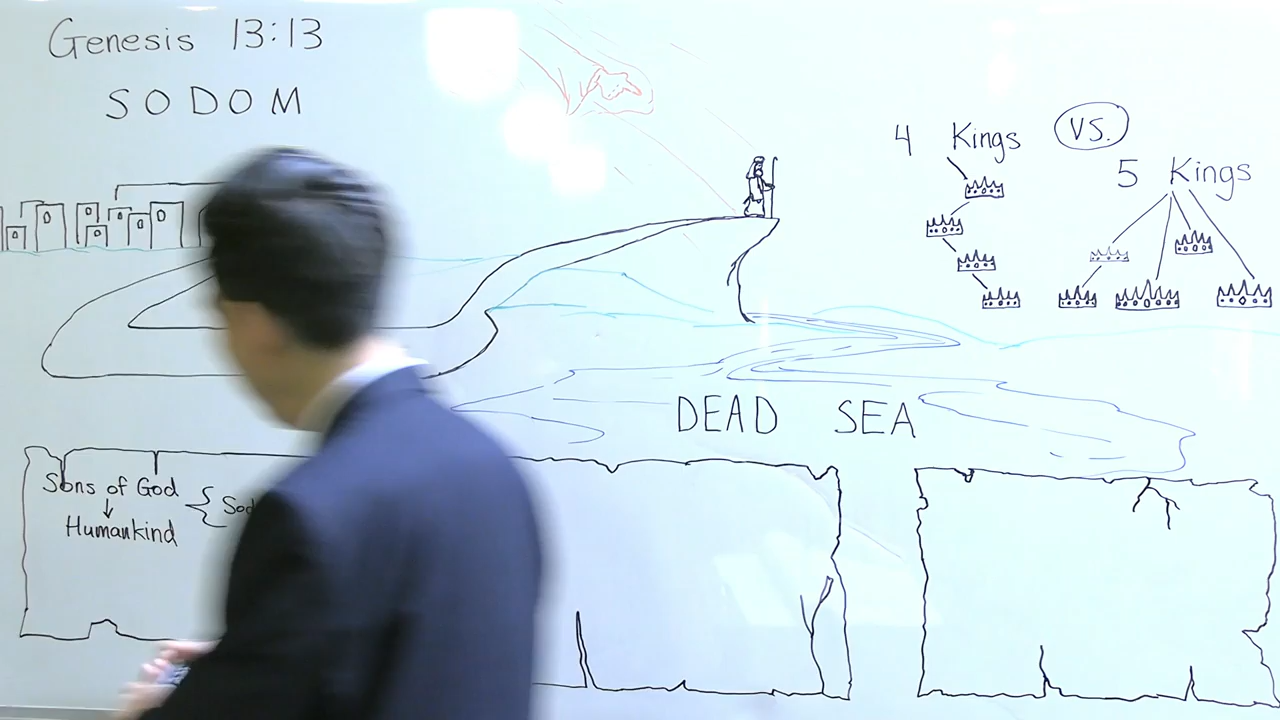 Genesis 13:13
SODOM
4 Kings VS.
5 Kings
DEAD SEA
Sons of God
Humankind